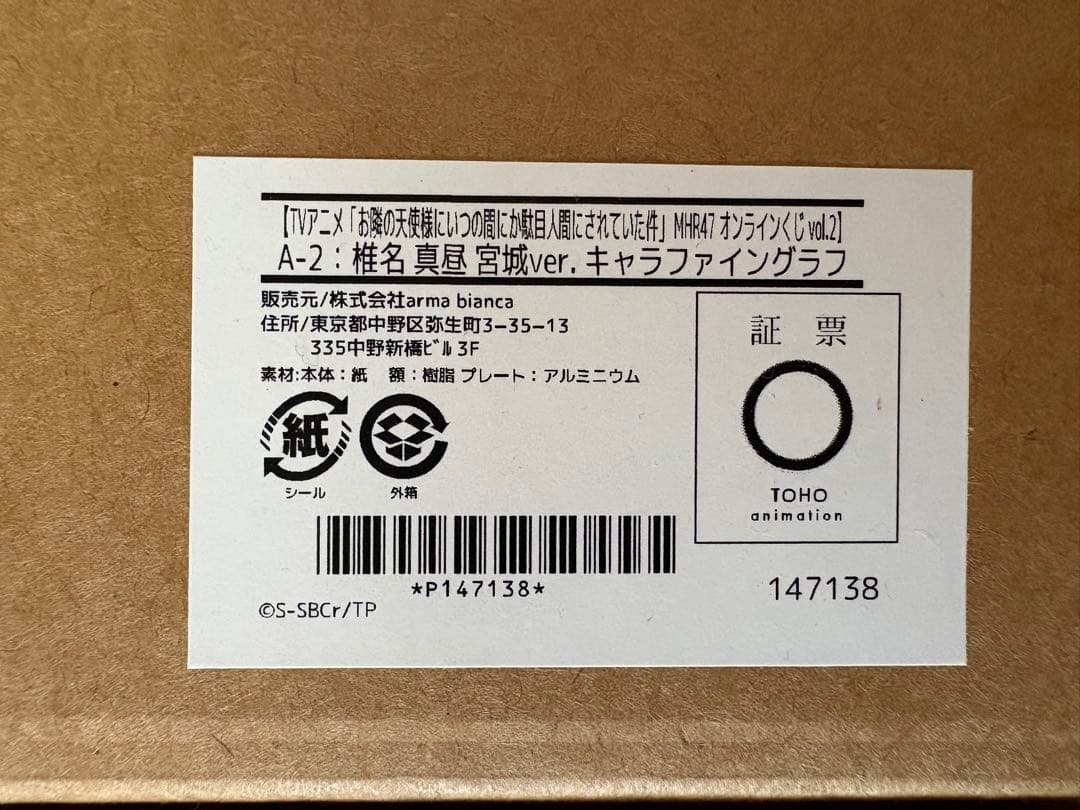 【TVアニメ「お隣の天使様にいつの間にか駄目人間にされていた件」MHR47 オンラインくじ vol.2】
A-2：椎名 真昼 宮城ver. キャラファイングラフ
販売元/株式会社arma bianca
住所/東京都中野区弥生町3-35-13
335中野新橋ﾋﾞﾙ 3F
素材:本体：紙 額：樹脂 プレート：アルミニウム
紙
シール
外箱
*P147138*
©S-SBCr/TP
証 票
TOHO
animation
147138